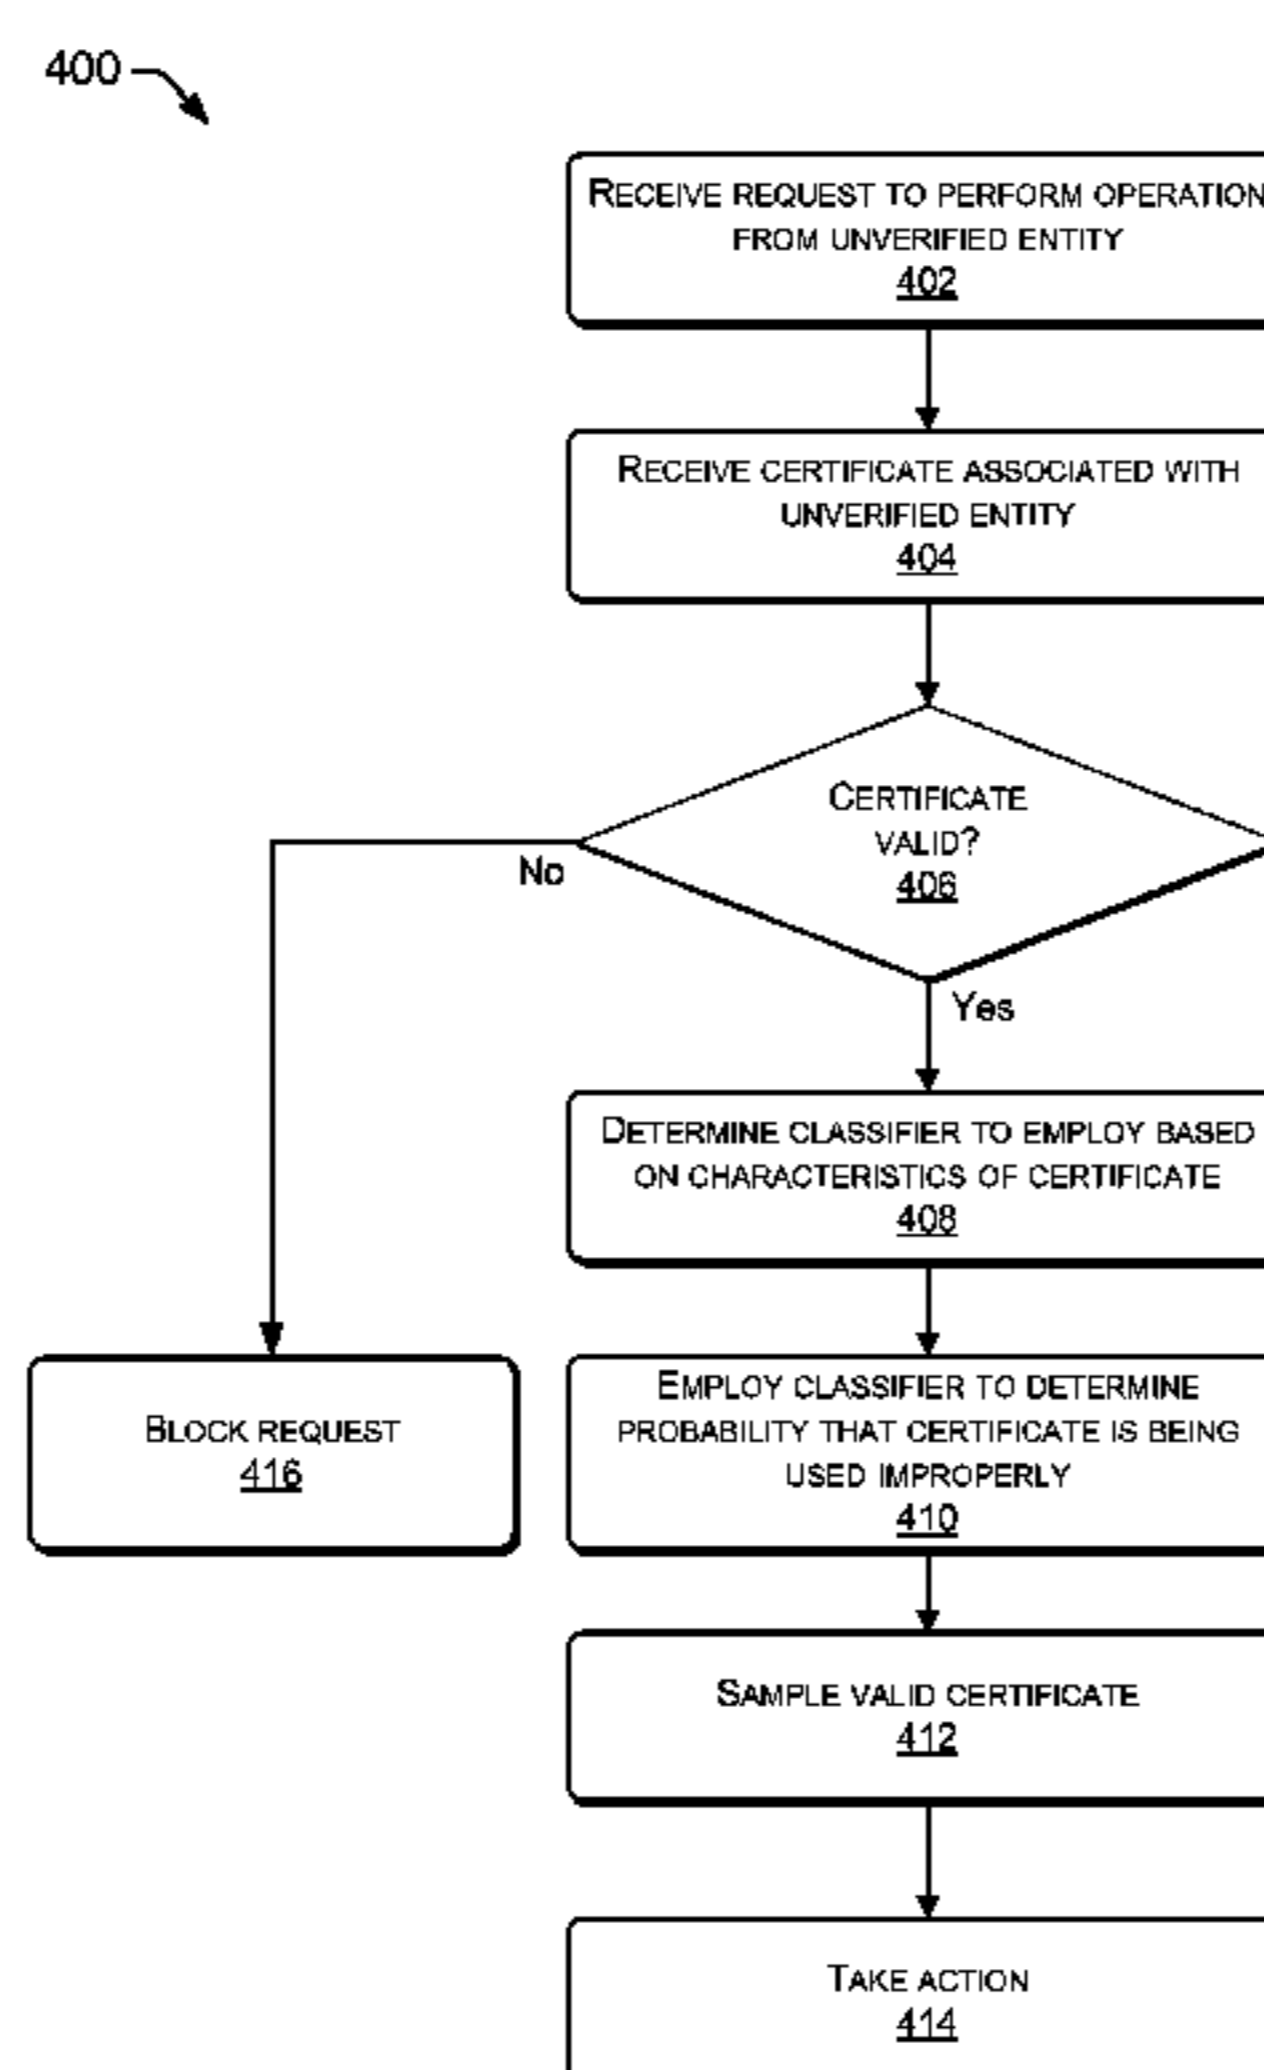 400
RECEIVE REQUEST TO PERFORM OPERATION
FROM UNVERIFIED ENTITY
402
RECEIVE CERTIFICATE ASSOCIATED WITH
UNVERIFIED ENTITY
404
CERTIFICATE
VALID?
406
No
Yes
DETERMINE CLASSIFIER TO EMPLOY BASED
ON CHARACTERISTICS OF CERTIFICATE
408
BLOCK REQUEST
416
EMPLOY CLASSIFIER TO DETERMINE
PROBABILITY THAT CERTIFICATE IS BEING
USED IMPROPERLY
410
SAMPLE VALID CERTIFICATE
412
TAKE ACTION
414